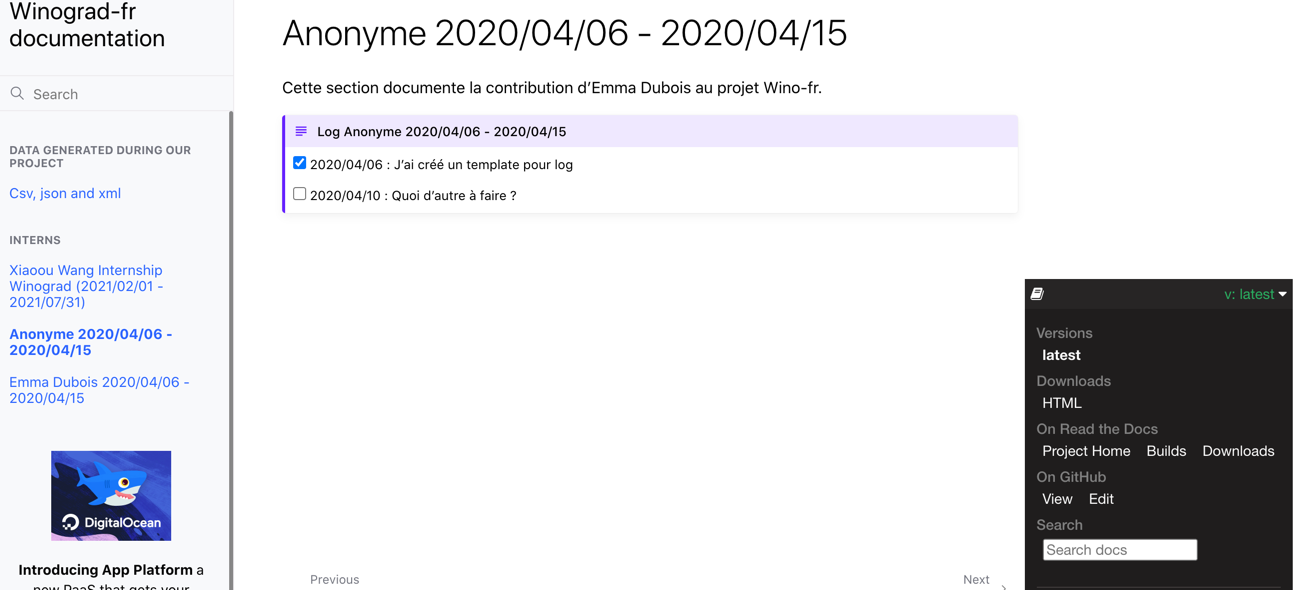 Winograd-fr
documentation
Search
DATA GENERATED DURING OUR
PROJECT
Csv, json and xml
INTERNS
Xiaoou Wang Internship
Winograd (2021/02/01 -
2021/07/31)
Anonyme 2020/04/06 -
2020/04/15
Emma Dubois 2020/04/06 -
2020/04/15
DigitalOcean
Introducing App Platform a
new PaaS that gets your
Anonyme 2020/04/06 - 2020/04/15
Cette section documente la contribution d’Emma Dubois au projet Wino-fr.
Log Anonyme 2020/04/06 - 2020/04/15
2020/04/06 : J’ai créé un template pour log
2020/04/10 : Quoi d’autre à faire ?
Previous
Next
v: latest
Versions
latest
Downloads
HTML
On Read the Docs
Project Home Builds Downloads
On GitHub
View Edit
Search
Search docs